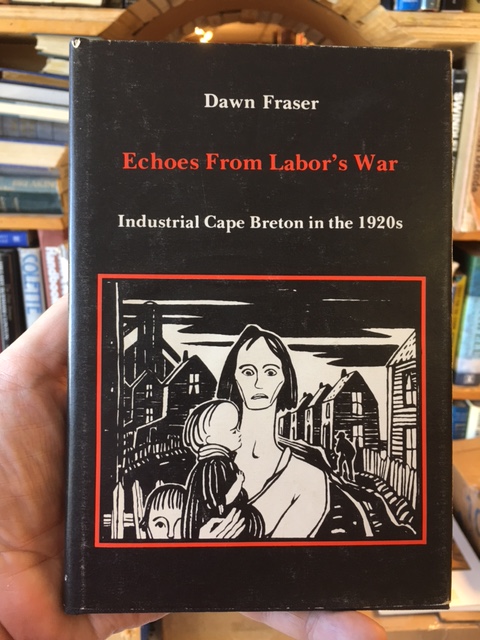 Dawn Fraser
Echoes From Labor's War
Industrial Cape Breton in the 1920s